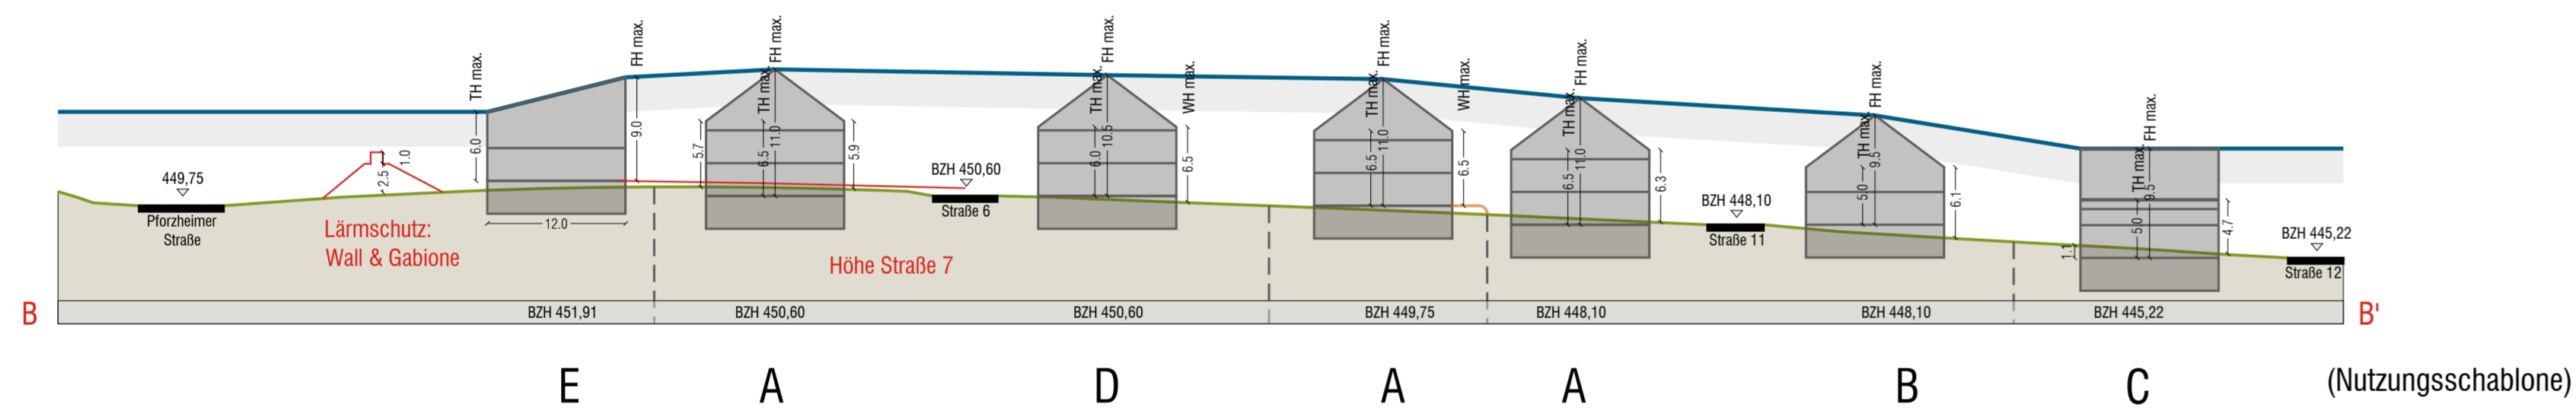 TH max.
FH max.
FH max.
TH max.
FH max.
TH max.
WH max.
FH max.
TH max.
WH max.
FH max.
TH max.
FH max.
TH max.
FH max.
TH max.
6.0
9.0
1.0
2.5
12.0
5.7
6.5
11.0
5.9
6.0
10.5
6.5
6.5
11.0
6.5
6.5
11.0
6.3
5.0
9.5
6.1
1.1
5.0
9.5
4.7
449,75
Pforzheimer
Straße
Lärmschutz:
Wall & Gabione
BZH 450,60
Straße 6
Höhe Straße 7
BZH 448,10
Straße 11
BZH 445,22
Straße 12
B
BZH 451,91
BZH 450,60
BZH 450,60
BZH 449,75
BZH 448,10
BZH 448,10
BZH 445,22
B'
E
A
D
A
A
B
C
(Nutzungsschablone)